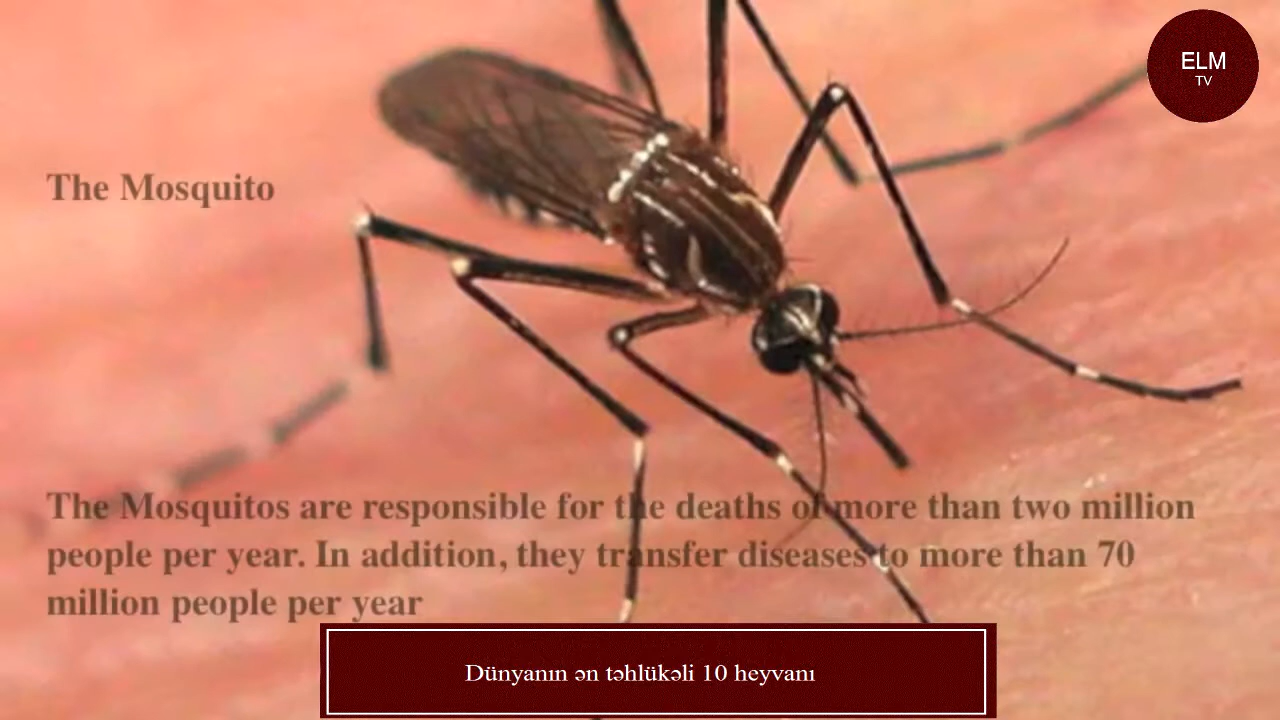 ELM
TV
The Mosquito
The Mosquitos are responsible for the deaths of more than two million
people per year. In addition, they transfer diseases to more than 70
million people per year
Dünyanın ən təhlükəli 10 heyvanı